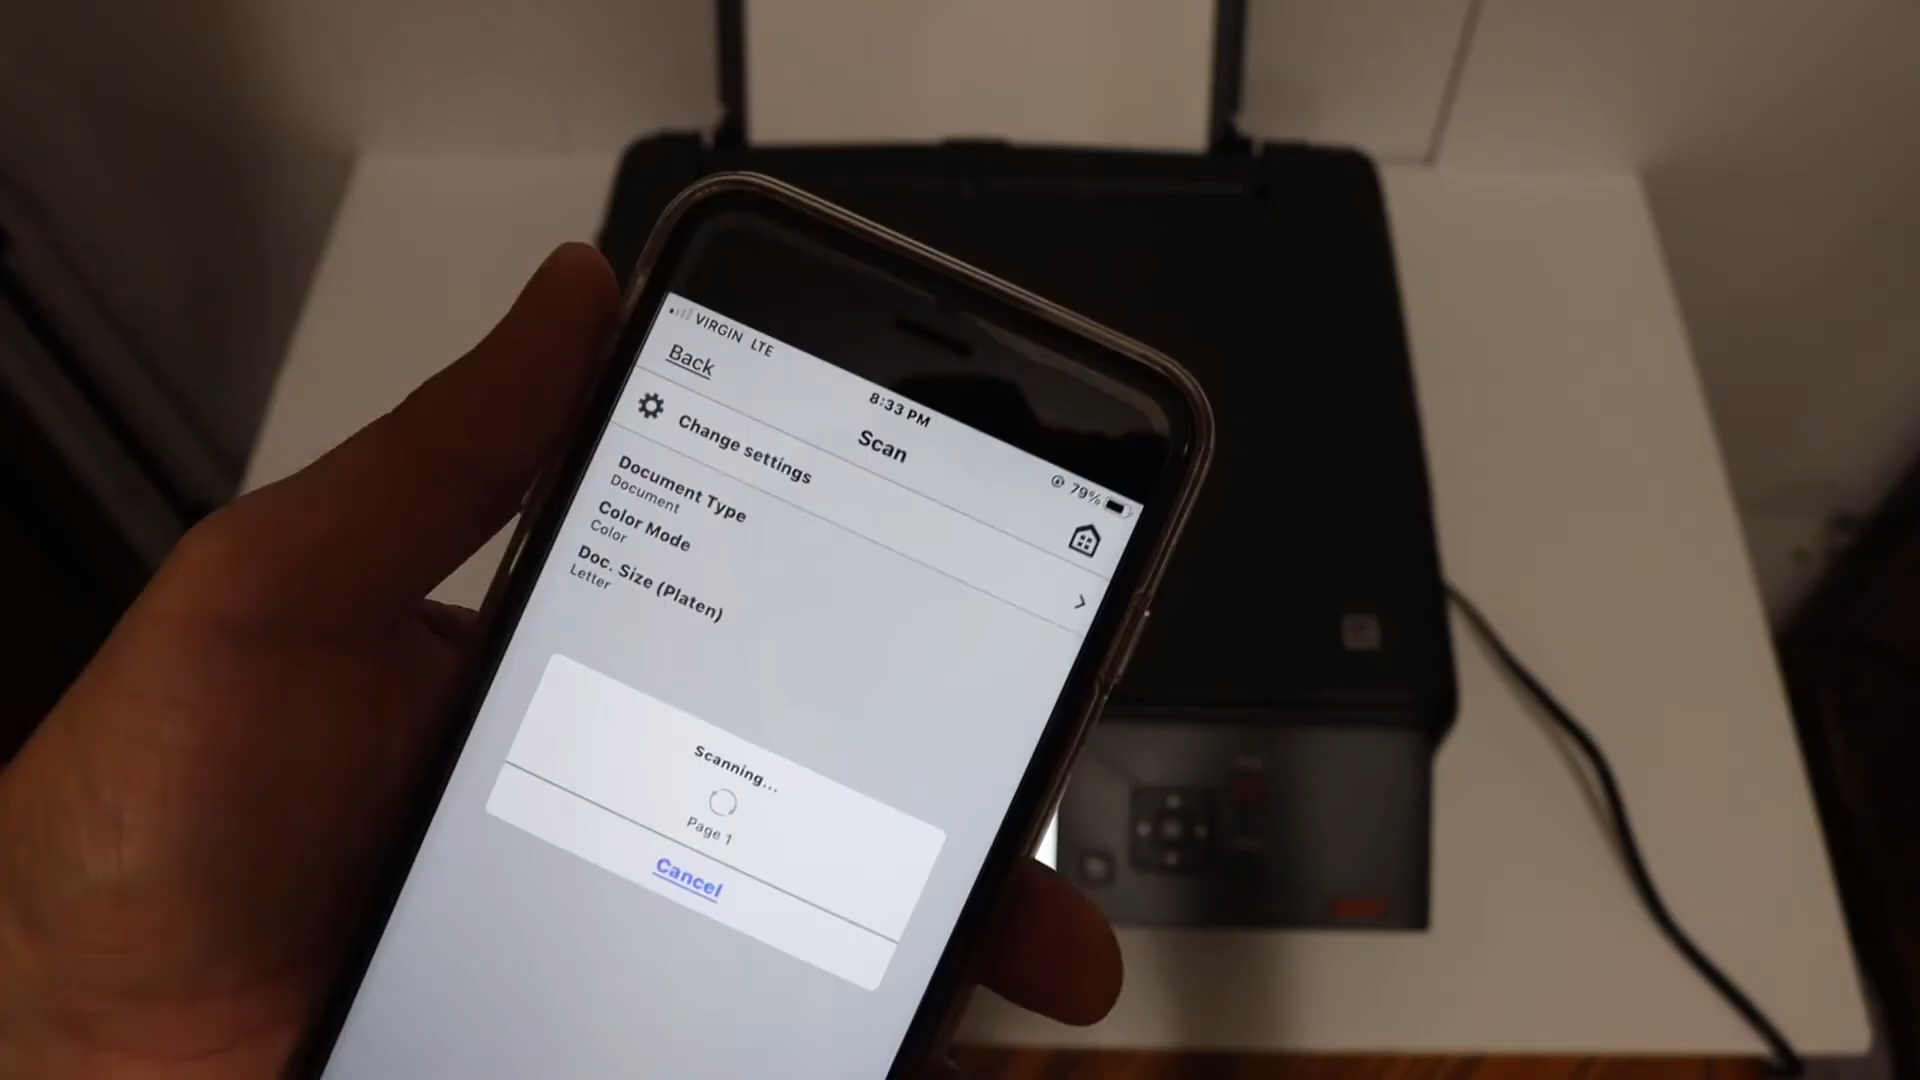 VIRGIN LTE
8:33 PM
79%
Back
Scan
Change settings
Document Type
Document
Color Mode
Color
Doc. Size (Platen)
Letter
Scanning...
Page 1
Cancel